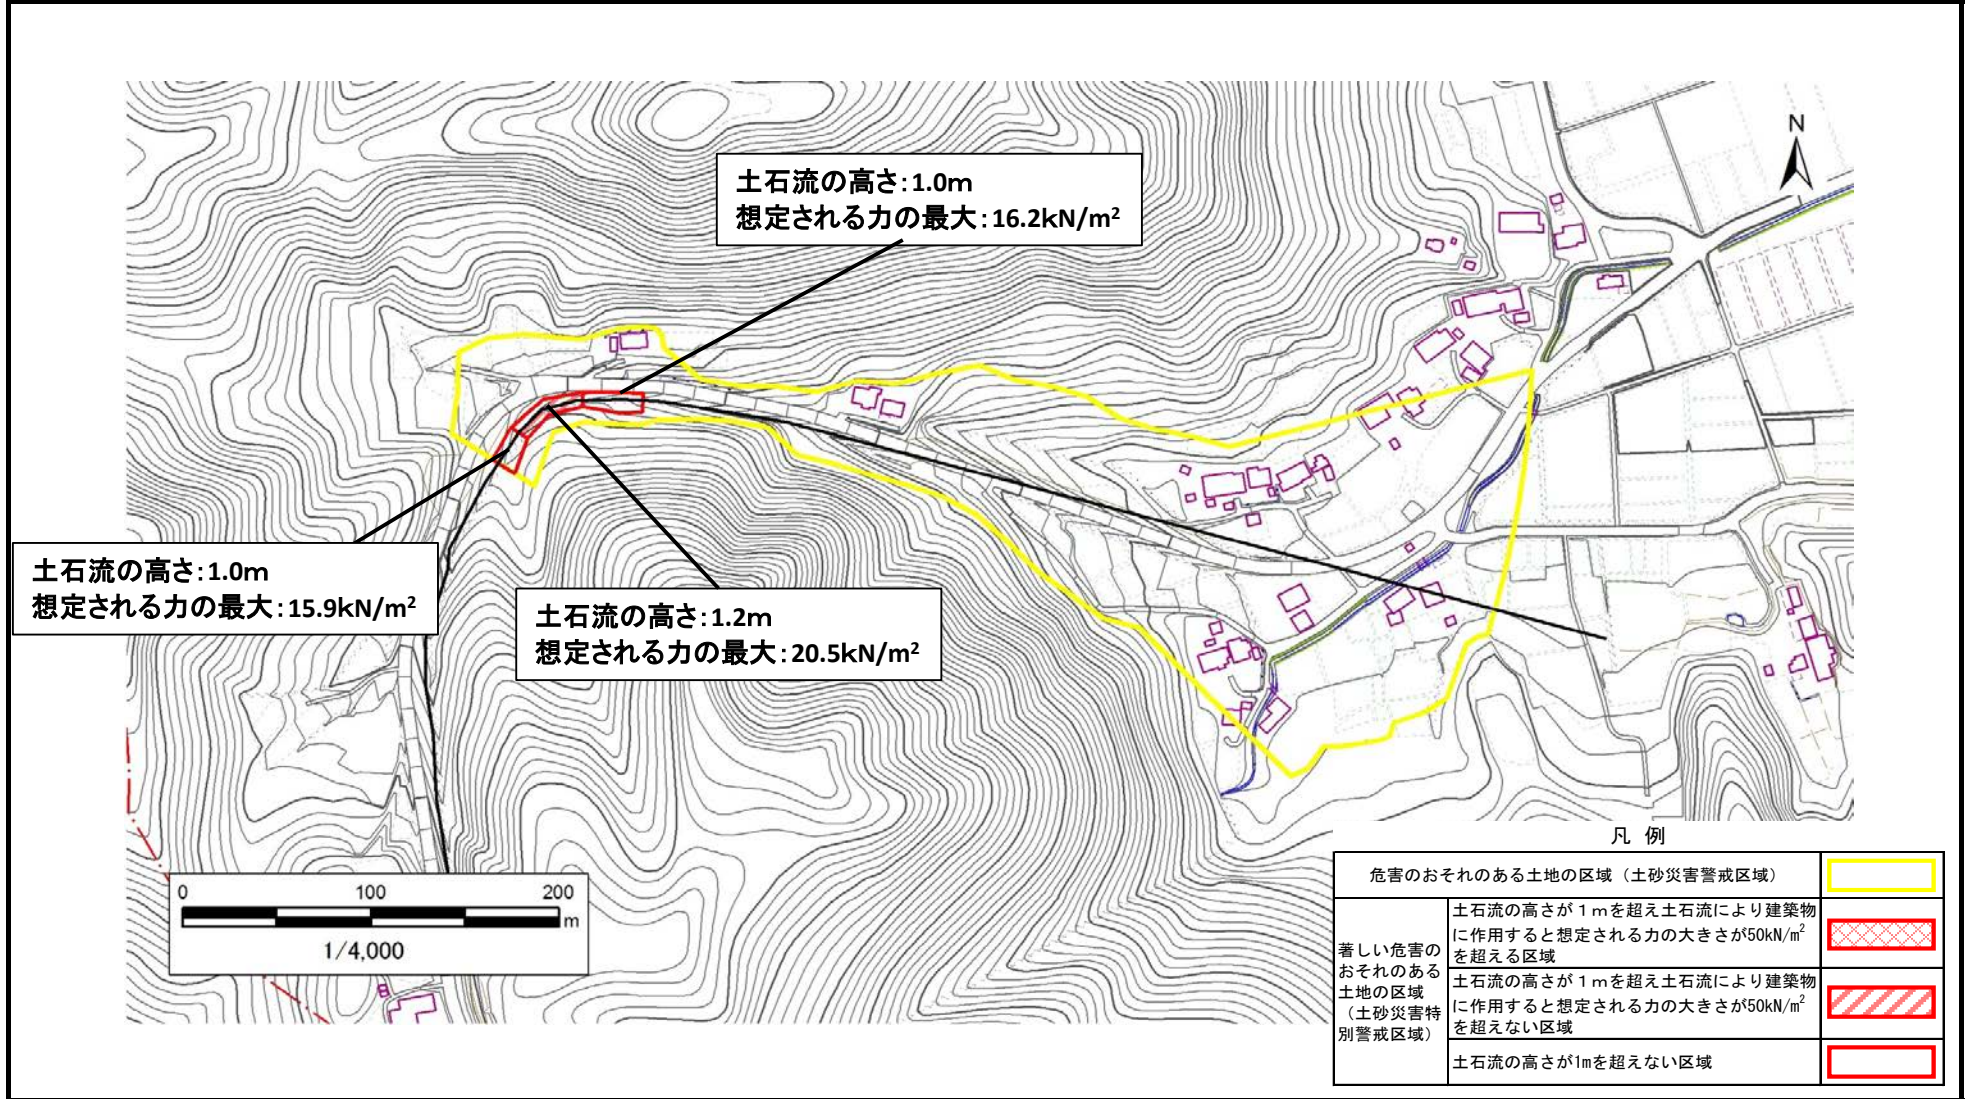 N
土石流の高さ:1.0m
想定される力の最大:16.2kN/m²
土石流の高さ:1.0m
想定される力の最大:15.9kN/m²
土石流の高さ:1.2m
想定される力の最大:20.5kN/m²
0 100 200
m
1/4,000
凡 例
危害のおそれのある土地の区域（土砂災害警戒区域）
著しい危害の
おそれのある
土地の区域
（土砂災害特
別警戒区域）
土石流の高さが１ｍを超え土石流により建築物
に作用すると想定される力の大きさが50kN/㎡
を超える区域
土石流の高さが１ｍを超え土石流により建築物
に作用すると想定される力の大きさが50kN/㎡
を超えない区域
土石流の高さが1mを超えない区域